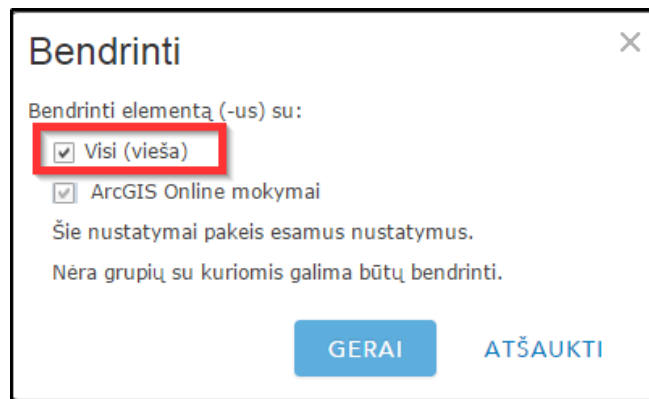 Bendrinti
Bendrinti elementą (-us) su:
Visi (vieša)
ArcGIS Online mokymai
Šie nustatymai pakeis esamus nustatymus.
Nėra grupių su kuriomis galima būtų bendrinti.
GERAI ATŠAUKTI